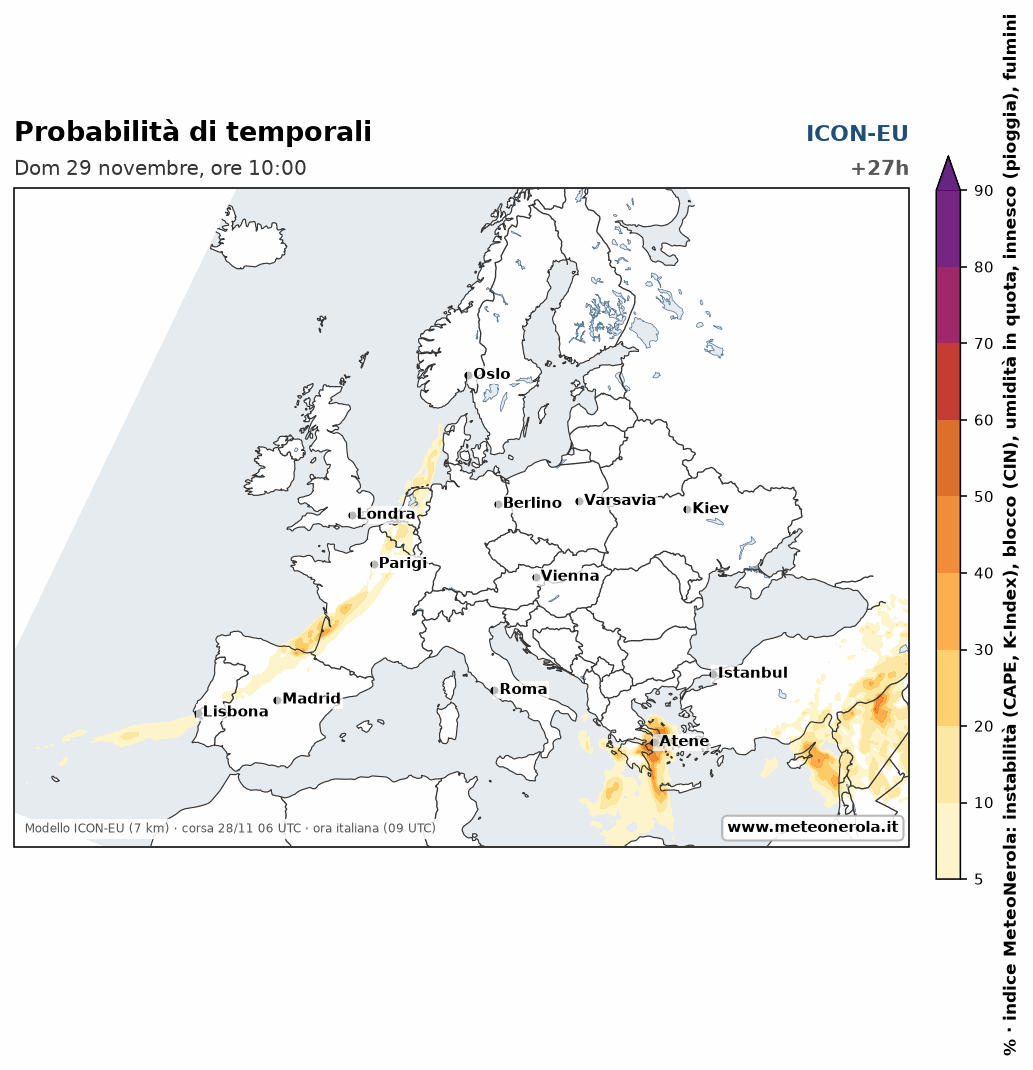 Probabilità di temporali
ICON-EU
Dom 29 novembre, ore 10:00
+27h
Oslo
Berlino
Varsavia
Kiev
Londra
Parigi
Vienna
Istanbul
Roma
Madrid
Lisbona
Atene
Modello ICON-EU (7 km) · corsa 28/11 06 UTC · ora italiana (09 UTC)
www.meteonerola.it
90
80
70
60
50
40
30
20
10
5
% · indice MeteoNerola: instabilità (CAPE, K-Index), blocco (CIN), umidità in quota, innesco (pioggia), fulmini